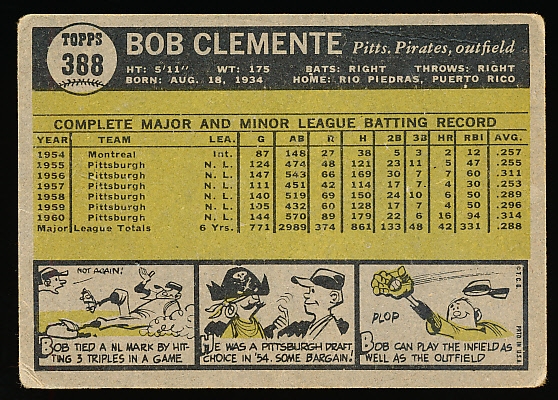 TOPPS
388
BOB CLEMENTE Pitts. Pirates, outfield
HT: 5'11" WT: 175 BATS: RIGHT THROWS: RIGHT
BORN: AUG. 18, 1934 HOME: RIO PIEDRAS, PUERTO RICO
COMPLETE MAJOR AND MINOR LEAGUE BATTING RECORD
YEAR TEAM LEA. G AB R H 2B 3B HR RBI AVG.
1954 Montreal Int. 87 148 27 38 5 3 2 12 .257
1955 Pittsburgh N. L. 124 474 48 121 23 11 5 47 .255
1956 Pittsburgh N. L. 147 543 66 169 30 7 7 60 .311
1957 Pittsburgh N. L. 111 451 42 114 17 7 4 30 .253
1958 Pittsburgh N. L. 140 519 69 150 24 10 6 50 .289
1959 Pittsburgh N. L. 105 432 60 128 17 7 4 50 .296
1960 Pittsburgh N. L. 144 570 89 179 22 6 16 94 .314
Major League Totals 6 Yrs. 771 2989 374 861 133 48 42 331 .288
NOT AGAIN!
BOB TIED A NL MARK BY HIT-
TING 3 TRIPLES IN A GAME
HE WAS A PITTSBURGH DRAFT
CHOICE IN '54. SOME BARGAIN.
PLOP
BOB CAN PLAY THE INFIELD AS
WELL AS THE OUTFIELD
© T. C. G.
PRTD IN U.S.A.